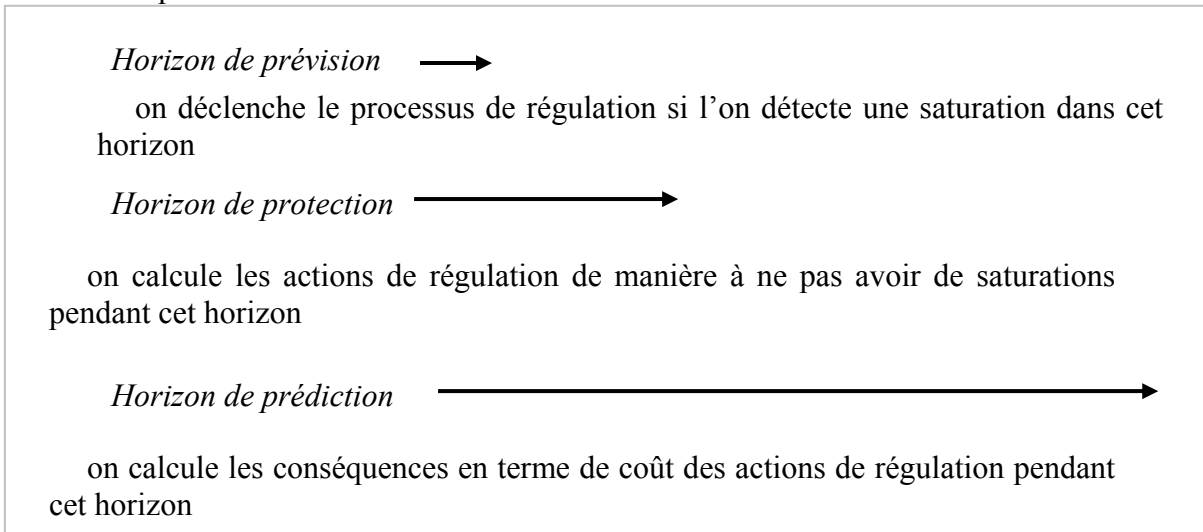 Horizon de prévision
on déclenche le processus de régulation si l’on détecte une saturation dans cet
horizon
Horizon de protection
on calcule les actions de régulation de manière à ne pas avoir de saturations
pendant cet horizon
Horizon de prédiction
on calcule les conséquences en terme de coût des actions de régulation pendant
cet horizon